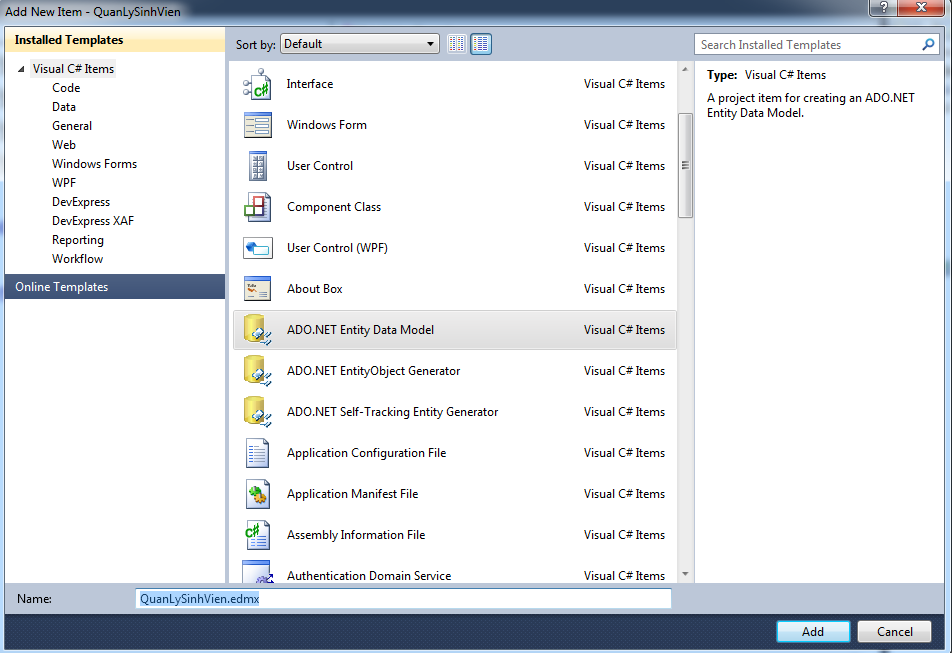 Add New Item - QuanLySinhVien
?
X
Installed Templates
Visual C# Items
Code
Data
General
Web
Windows Forms
WPF
DevExpress
DevExpress XAF
Reporting
Workflow
Online Templates
Sort by: Default
Search Installed Templates
Interface Visual C# Items
Windows Form Visual C# Items
User Control Visual C# Items
Component Class Visual C# Items
User Control (WPF) Visual C# Items
About Box Visual C# Items
ADO.NET Entity Data Model Visual C# Items
ADO.NET EntityObject Generator Visual C# Items
ADO.NET Self-Tracking Entity Generator Visual C# Items
Application Configuration File Visual C# Items
Application Manifest File Visual C# Items
Assembly Information File Visual C# Items
Authentication Domain Service Visual C# Items
Type: Visual C# Items
A project item for creating an ADO.NET
Entity Data Model.
Name: QuanLySinhVien.edmx
Add
Cancel